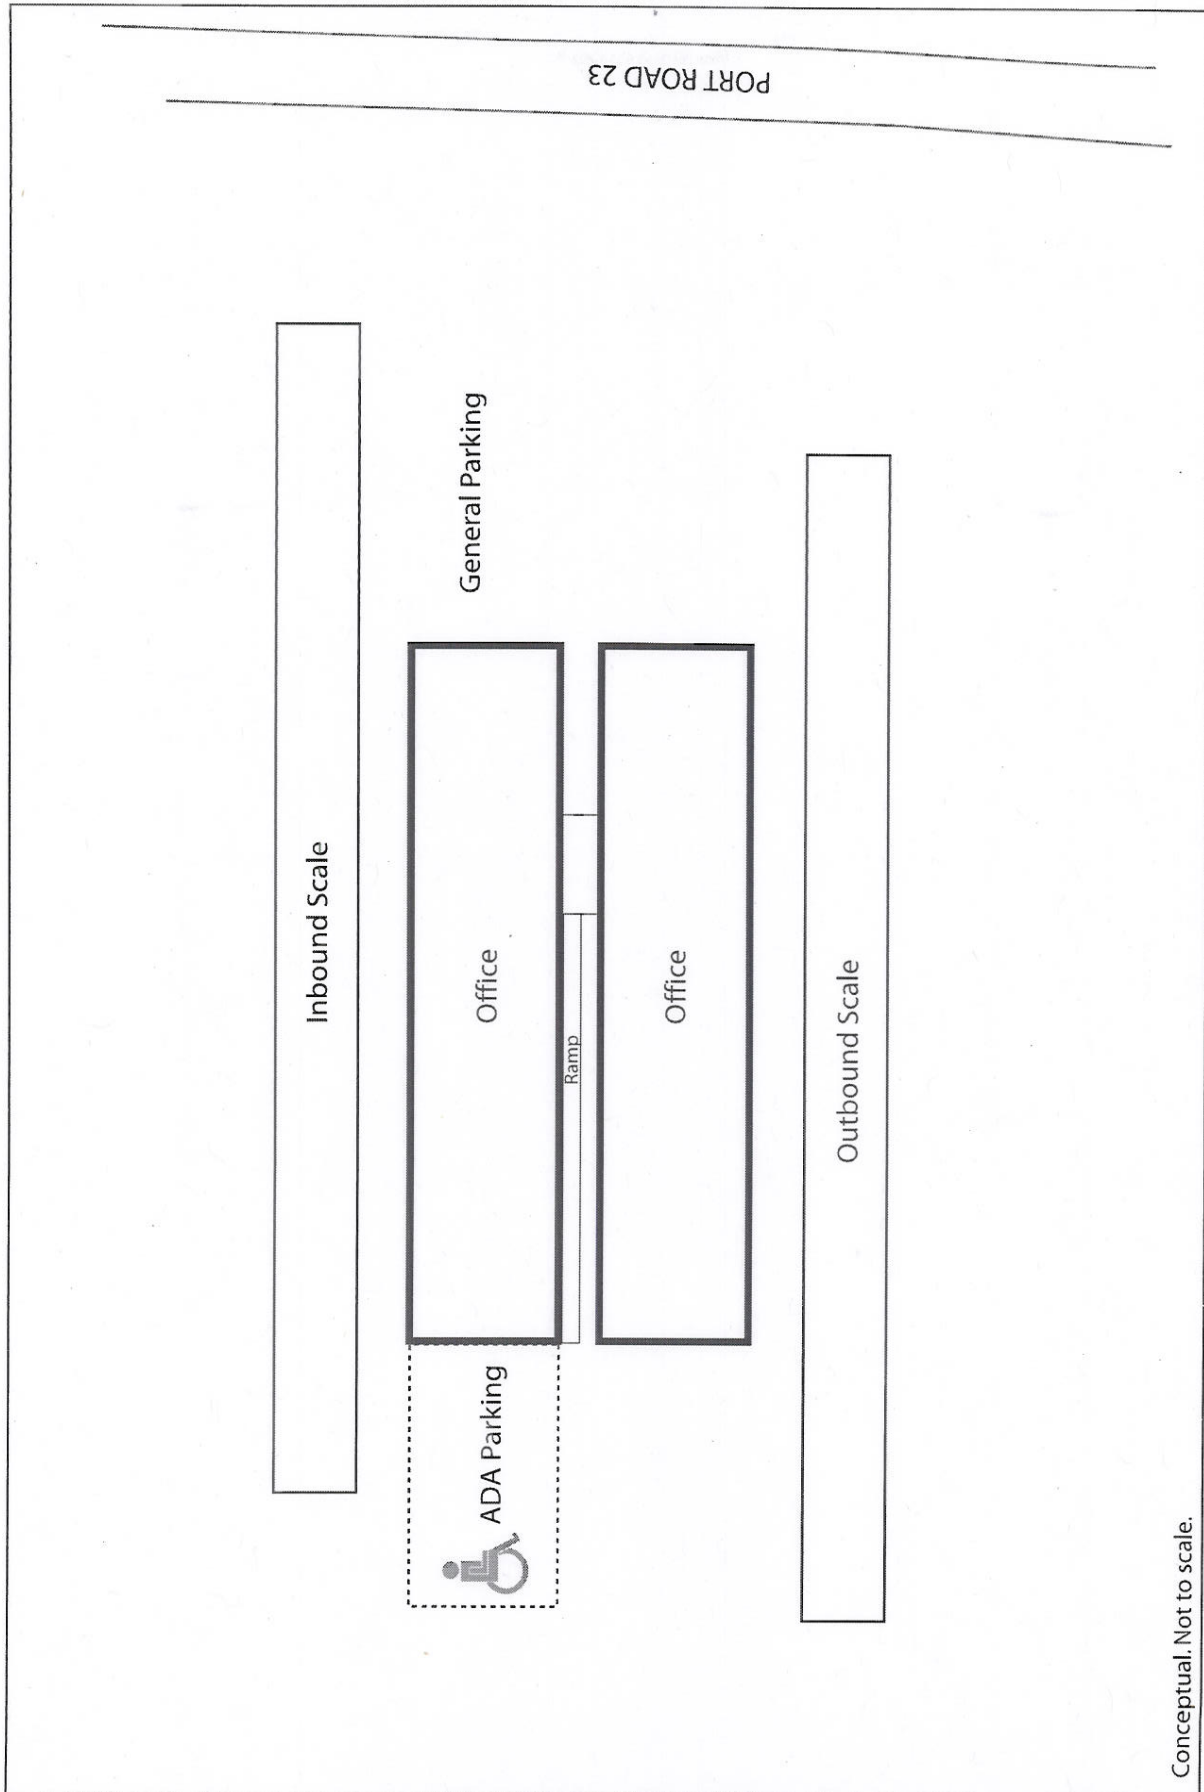 PORT ROAD 23
Inbound Scale
General Parking
Office
Ramp
Office
ADA Parking
Outbound Scale
Conceptual. Not to scale.